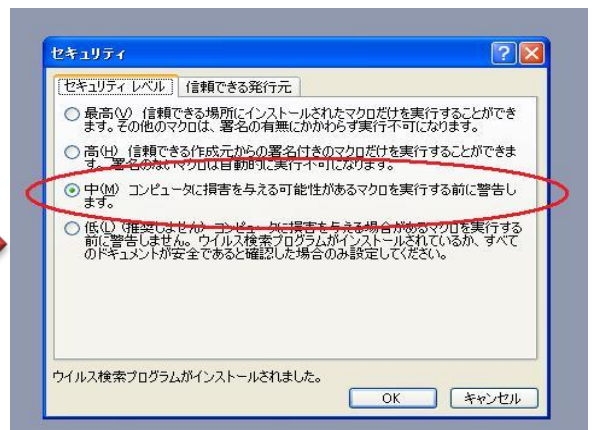 セキュリティ
セキュリティ レベル 信頼できる発行元
最高(V) 信頼できる場所にインストールされたマクロだけを実行することができ
ます。その他のマクロは、署名の有無にかかわらず実行不可になります。
高(H) 信頼できる作成元からの署名付きのマクロだけを実行することができま
す。 署名のないマクロは自動的に実行不可になります。
中(M) コンピュータに損害を与える可能性があるマクロを実行する前に警告し
ます。
低(L) (推奨しません) コンピュータに損害を与える場合があるマクロを実行する
前に警告しません。ウイルス検索プログラムがインストールされているか、すべて
のドキュメントが安全であると確認した場合のみ設定してください。
ウイルス検索プログラムがインストールされました。
OK キャンセル